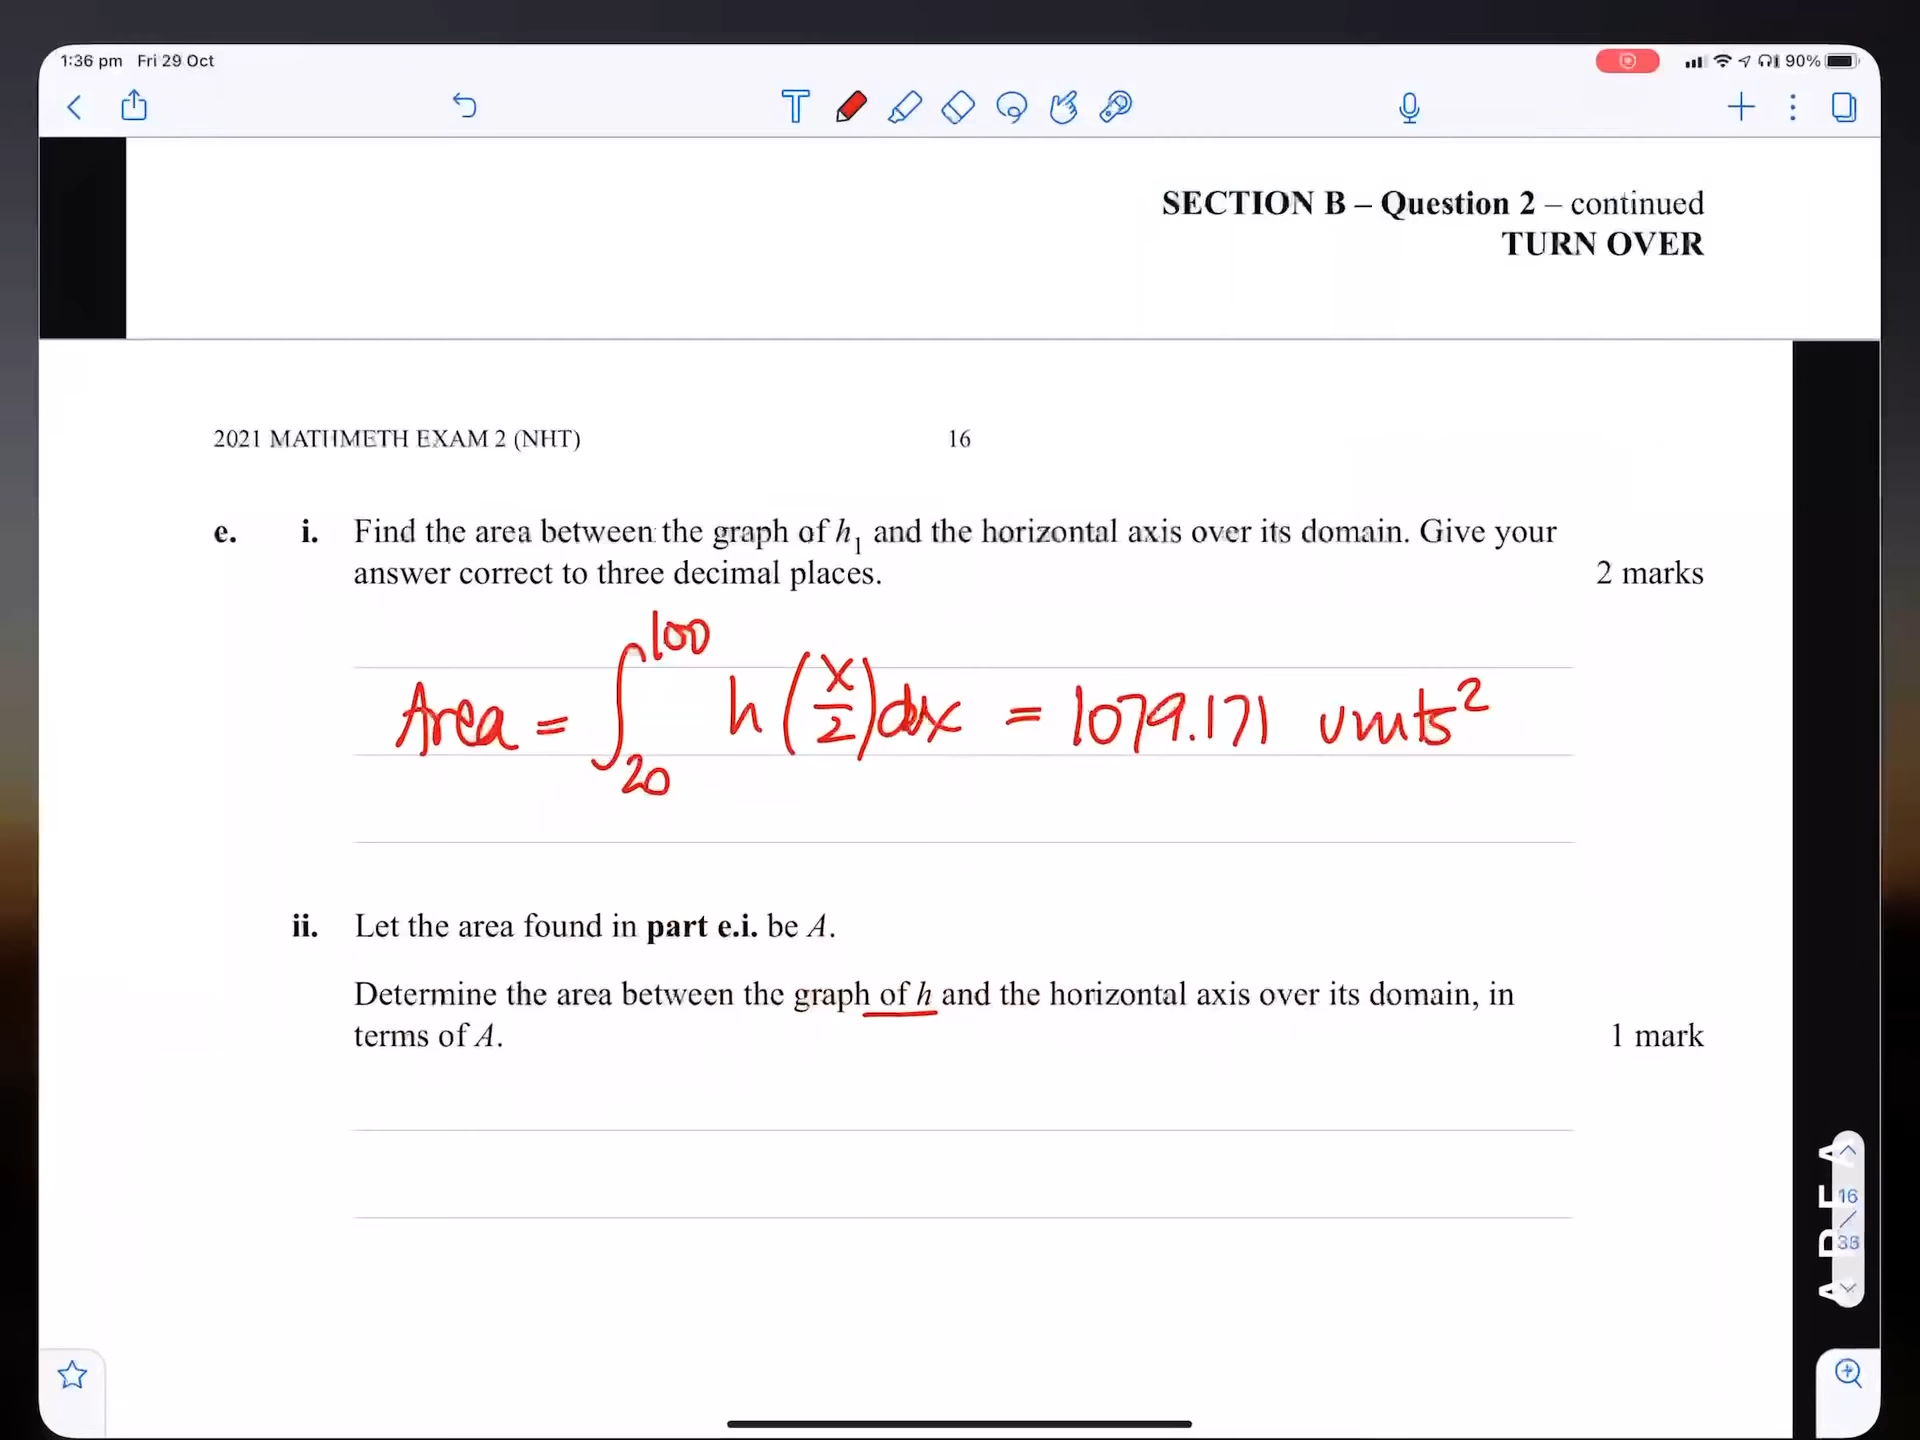 1:36 pm Fri 29 Oct
90%
SECTION B – Question 2 – continued
TURN OVER
2021 MATHMETH EXAM 2 (NHT)
16
e. i. Find the area between the graph of h₁ and the horizontal axis over its domain. Give your
answer correct to three decimal places.
2 marks
Area = ∫₂₀¹⁰⁰ h(x/2)dx = 1079.171 units²
ii. Let the area found in part e.i. be A.
Determine the area between the graph of h and the horizontal axis over its domain, in
terms of A.
1 mark
AREA
16
/
38